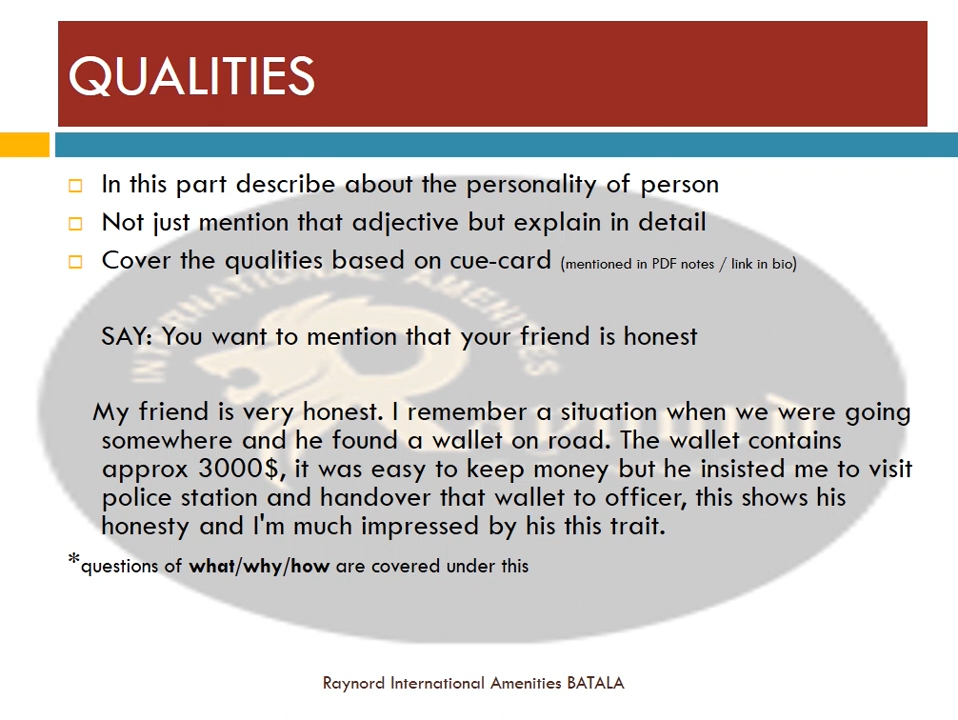 QUALITIES
In this part describe about the personality of person
Not just mention that adjective but explain in detail
Cover the qualities based on cue-card (mentioned in PDF notes / link in bio)
SAY: You want to mention that your friend is honest
My friend is very honest. I remember a situation when we were going
somewhere and he found a wallet on road. The wallet contains
approx 3000$, it was easy to keep money but he insisted me to visit
police station and handover that wallet to officer, this shows his
honesty and I'm much impressed by his this trait.
*questions of what/why/how are covered under this
INTERNATIONAL AMENITIES
Raynord
Raynord International Amenities BATALA